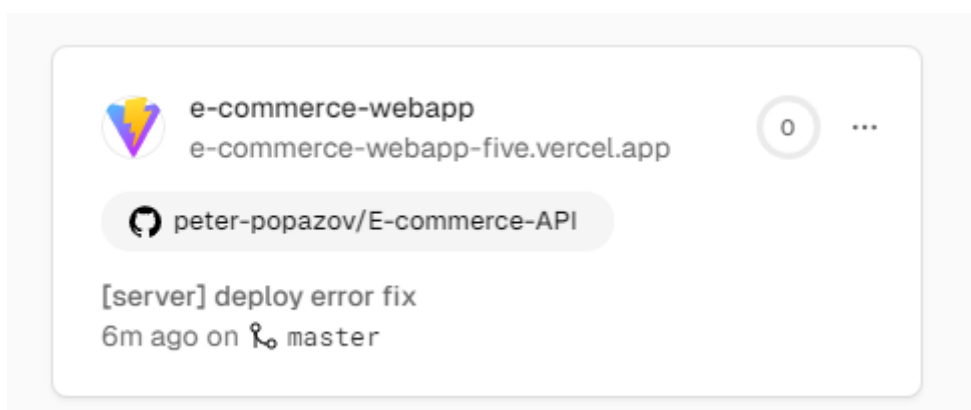 e-commerce-webapp
e-commerce-webapp-five.vercel.app
0
...
peter-popazov/E-commerce-API
[server] deploy error fix
6m ago on master